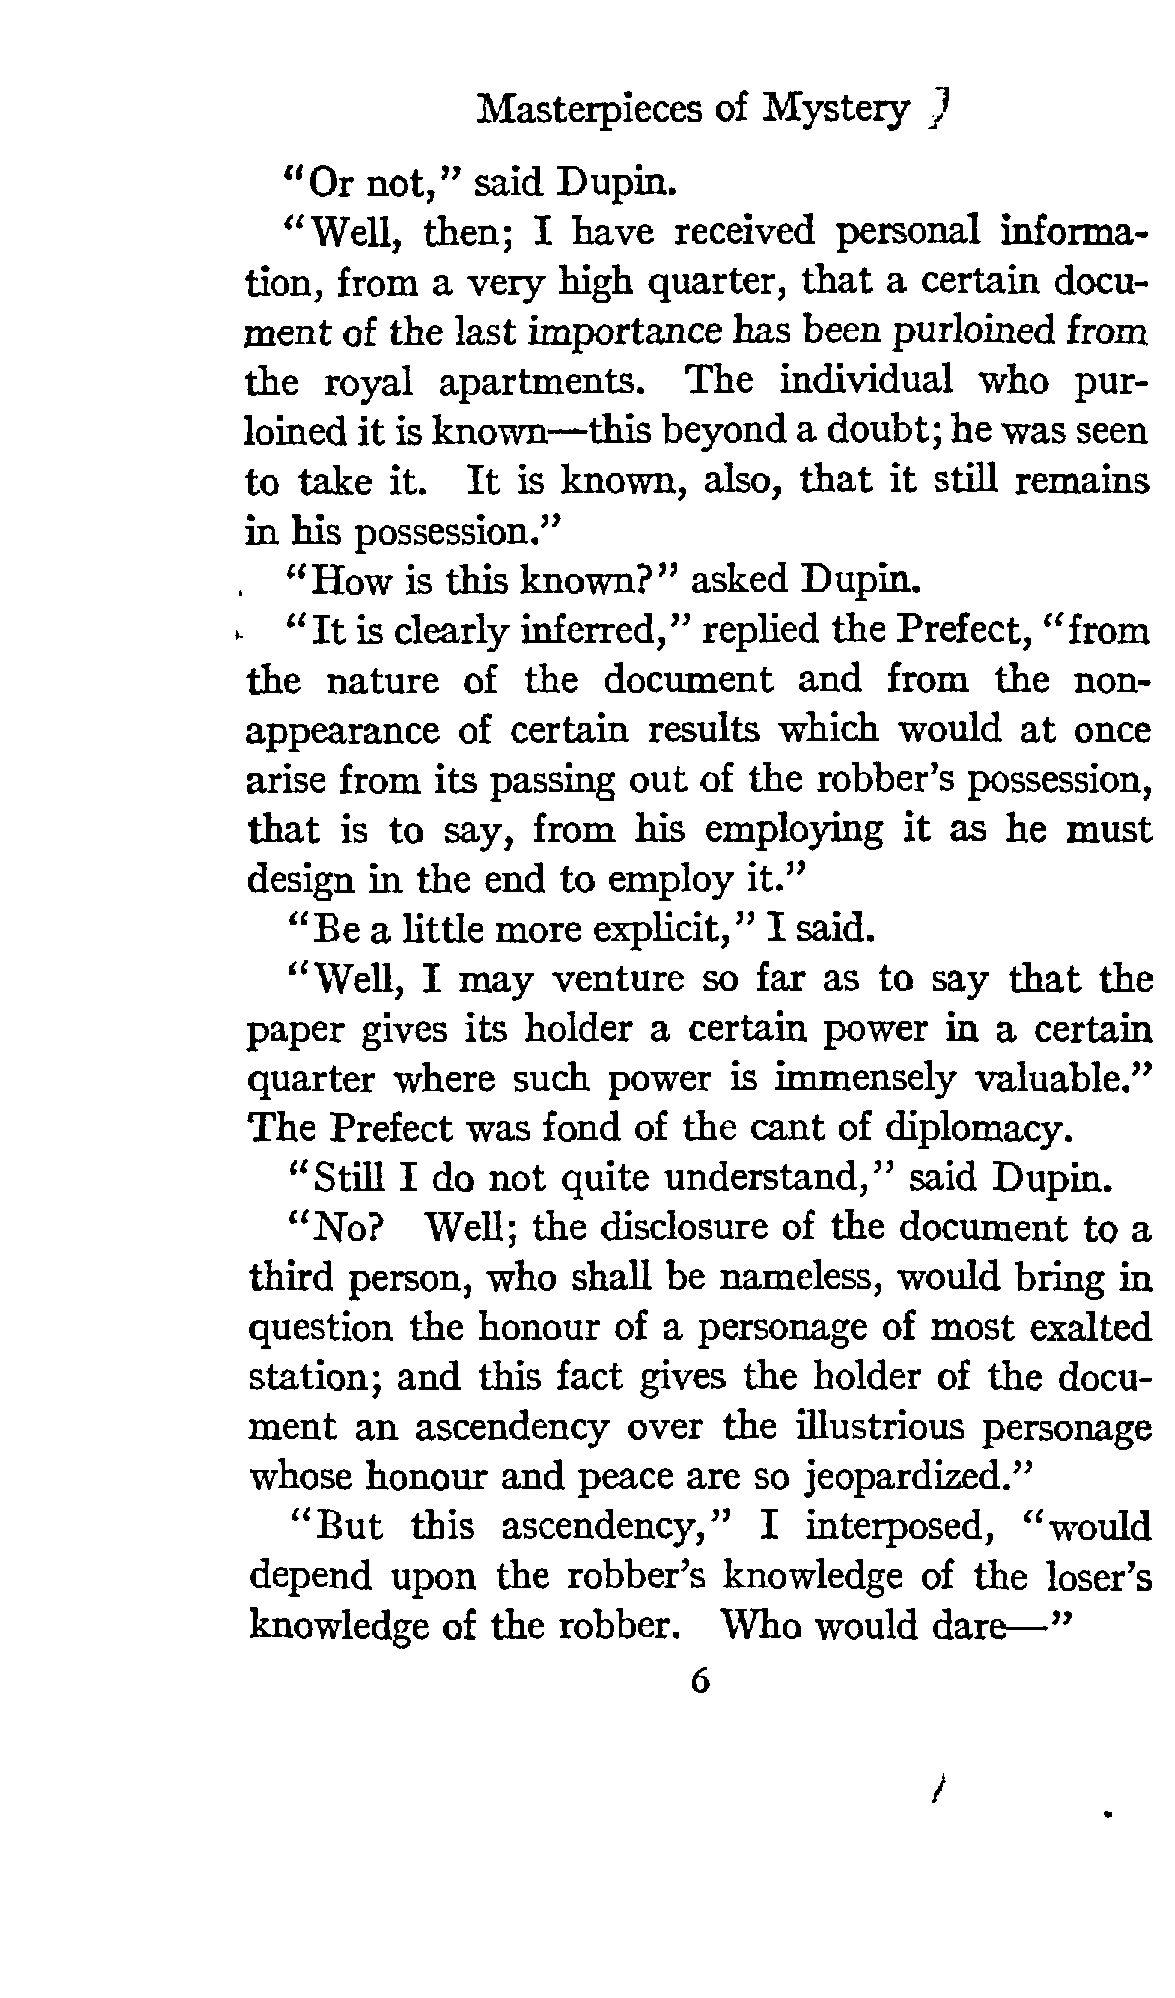 Masterpieces of Mystery
"Or not," said Dupin.
"Well, then; I have received personal informa-
tion, from a very high quarter, that a certain docu-
ment of the last importance has been purloined from
the royal apartments. The individual who pur-
loined it is known—this beyond a doubt; he was seen
to take it. It is known, also, that it still remains
in his possession."
"How is this known?" asked Dupin.
"It is clearly inferred," replied the Prefect, "from
the nature of the document and from the non-
appearance of certain results which would at once
arise from its passing out of the robber's possession,
that is to say, from his employing it as he must
design in the end to employ it."
"Be a little more explicit," I said.
"Well, I may venture so far as to say that the
paper gives its holder a certain power in a certain
quarter where such power is immensely valuable."
The Prefect was fond of the cant of diplomacy.
"Still I do not quite understand," said Dupin.
"No? Well; the disclosure of the document to a
third person, who shall be nameless, would bring in
question the honour of a personage of most exalted
station; and this fact gives the holder of the docu-
ment an ascendency over the illustrious personage
whose honour and peace are so jeopardized."
"But this ascendency," I interposed, "would
depend upon the robber's knowledge of the loser's
knowledge of the robber. Who would dare—"
6